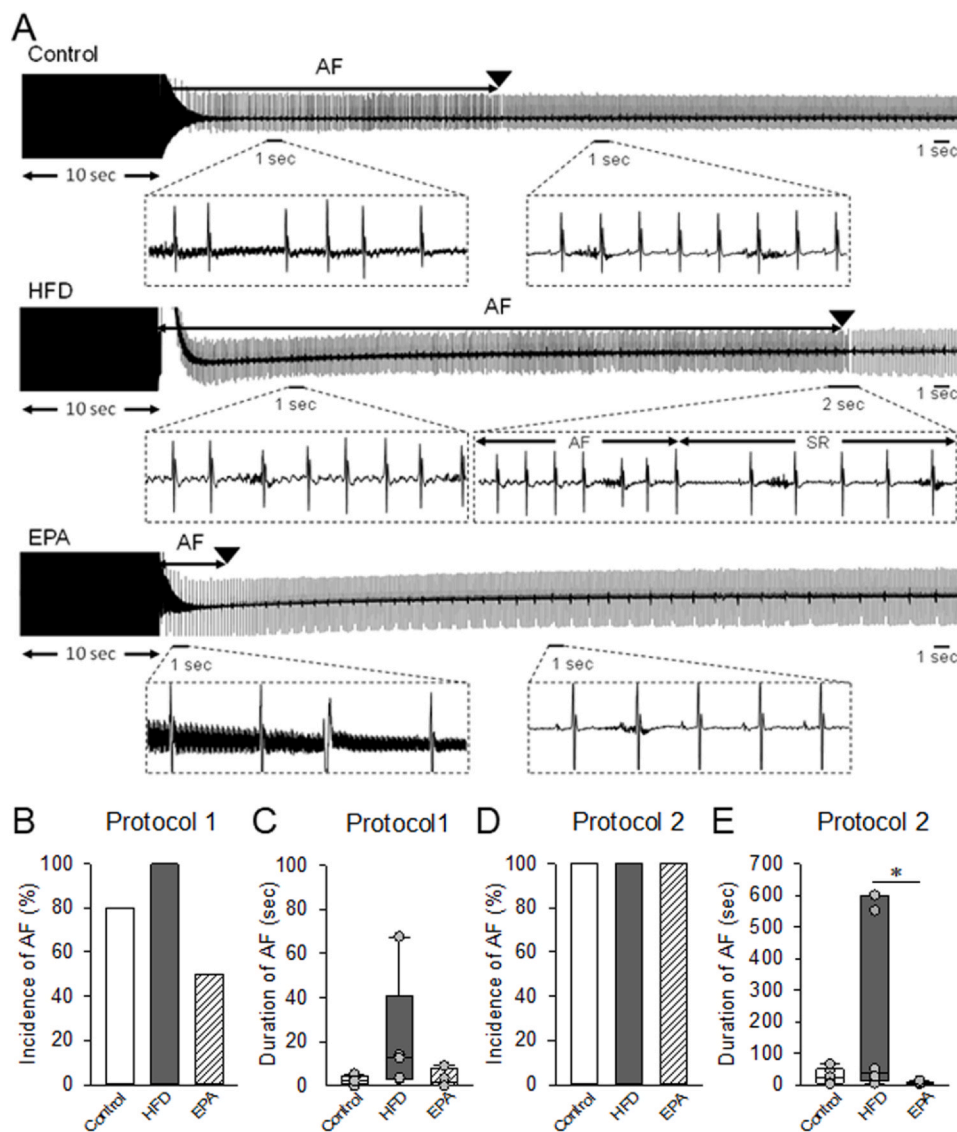 A
Control
AF
1 sec
1 sec
1 sec
10 sec
HFD
AF
1 sec
2 sec
1 sec
10 sec
AF
SR
EPA
AF
1 sec
1 sec
1 sec
10 sec
B
Protocol 1
Incidence of AF (%)
100
80
60
40
20
0
Control
HFD
EPA
C
Protocol1
Duration of AF (sec)
100
80
60
40
20
0
Control
HFD
EPA
D
Protocol 2
Incidence of AF (%)
100
80
60
40
20
0
Control
HFD
EPA
E
Protocol 2
Duration of AF (sec)
700
600
500
400
300
200
100
0
*
Control
HFD
EPA